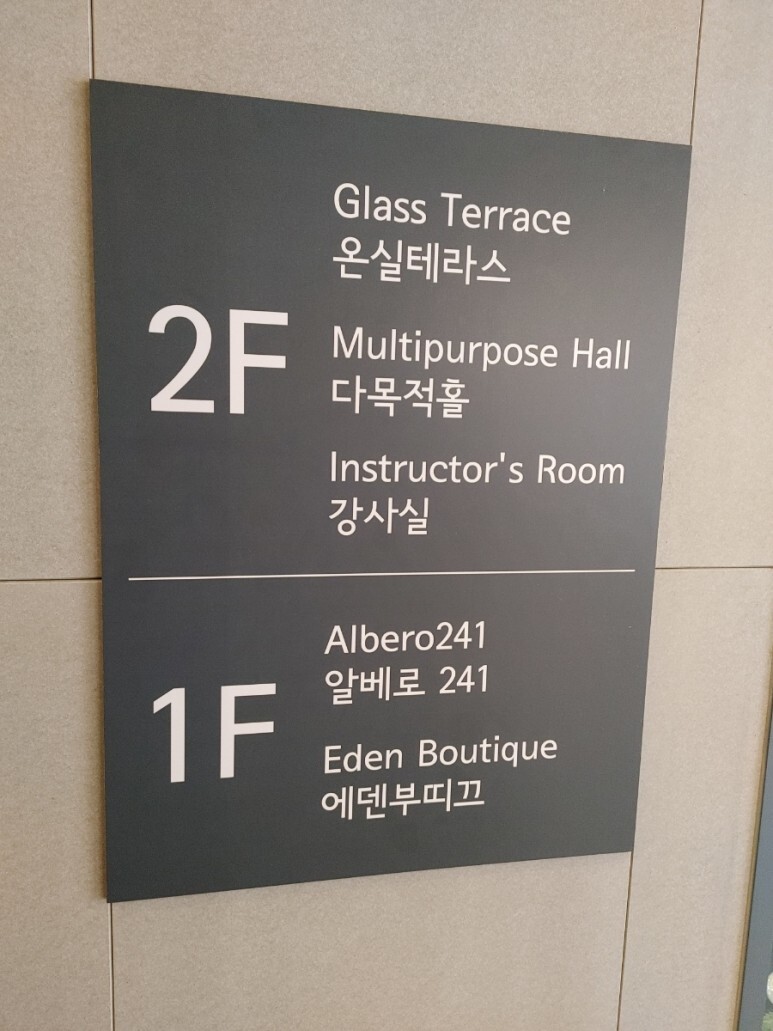 2F
Glass Terrace
온실테라스
Multipurpose Hall
다목적홀
Instructor's Room
강사실
1F
Albero241
알베로 241
Eden Boutique
에덴부띠끄